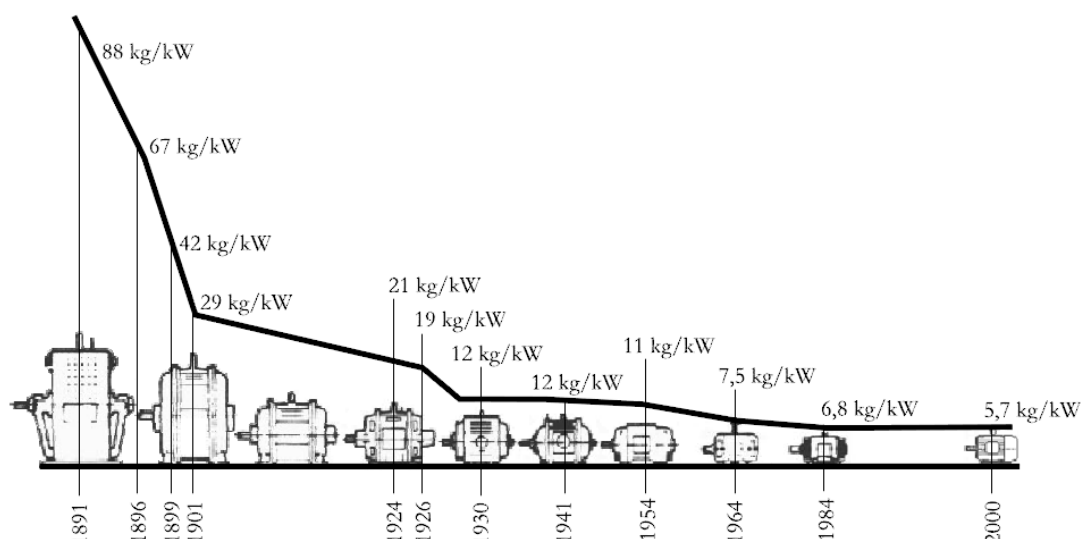 88 kg/kW
67 kg/kW
42 kg/kW
29 kg/kW
21 kg/kW
19 kg/kW
12 kg/kW
12 kg/kW
11 kg/kW
7,5 kg/kW
6,8 kg/kW
5,7 kg/kW
1891
1896
1899
1901
1924
1926
1930
1941
1954
1964
1984
2000